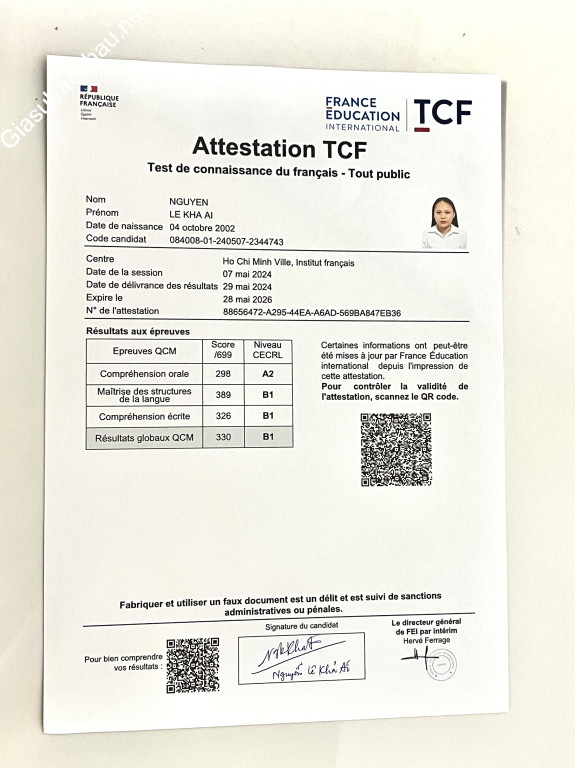 RÉPUBLIQUE
FRANÇAISE
Liberté
Égalité
Fraternité
FRANCE
ÉDUCATION
INTERNATIONAL
TCF
Attestation TCF
Test de connaissance du français - Tout public
Nom NGUYEN
Prénom LE KHA AI
Date de naissance 04 octobre 2002
Code candidat 084008-01-240507-2344743
Centre Ho Chi Minh Ville, Institut français
Date de la session 07 mai 2024
Date de délivrance des résultats 29 mai 2024
Expire le 28 mai 2026
N° de l'attestation 88656472-A295-44EA-A6AD-569BA847EB36
Résultats aux épreuves
Epreuves QCM Score /699 Niveau CECRL
Compréhension orale 298 A2
Maîtrise des structures de la langue 389 B1
Compréhension écrite 326 B1
Résultats globaux QCM 330 B1
Certaines informations ont peut-être
été mises à jour par France Éducation
international depuis l'impression de
cette attestation.
Pour contrôler la validité de
l'attestation, scannez le QR code.
Fabriquer et utiliser un faux document est un délit et est suivi de sanctions
administratives ou pénales.
Pour bien comprendre
vos résultats :
Signature du candidat
Nguyễn Lê Khả Ái
Le directeur général
de FEI par intérim
Hervé Ferrage